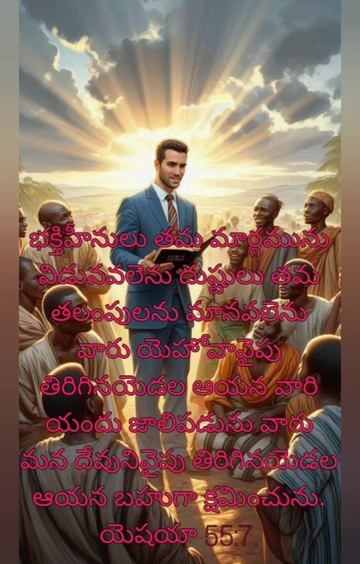 భక్తిహీనులు తమ మార్గమును
విడువవలెను దుష్టులు తమ
తలంపులను మానవలెను
వారు యెహోవావైపు
తిరిగినయెడల ఆయన వారి
యందు జాలిపడును వారు
మన దేవునివైపు తిరిగినయెడల
ఆయన బహుగా క్షమించును.
యెషయా 55:7.